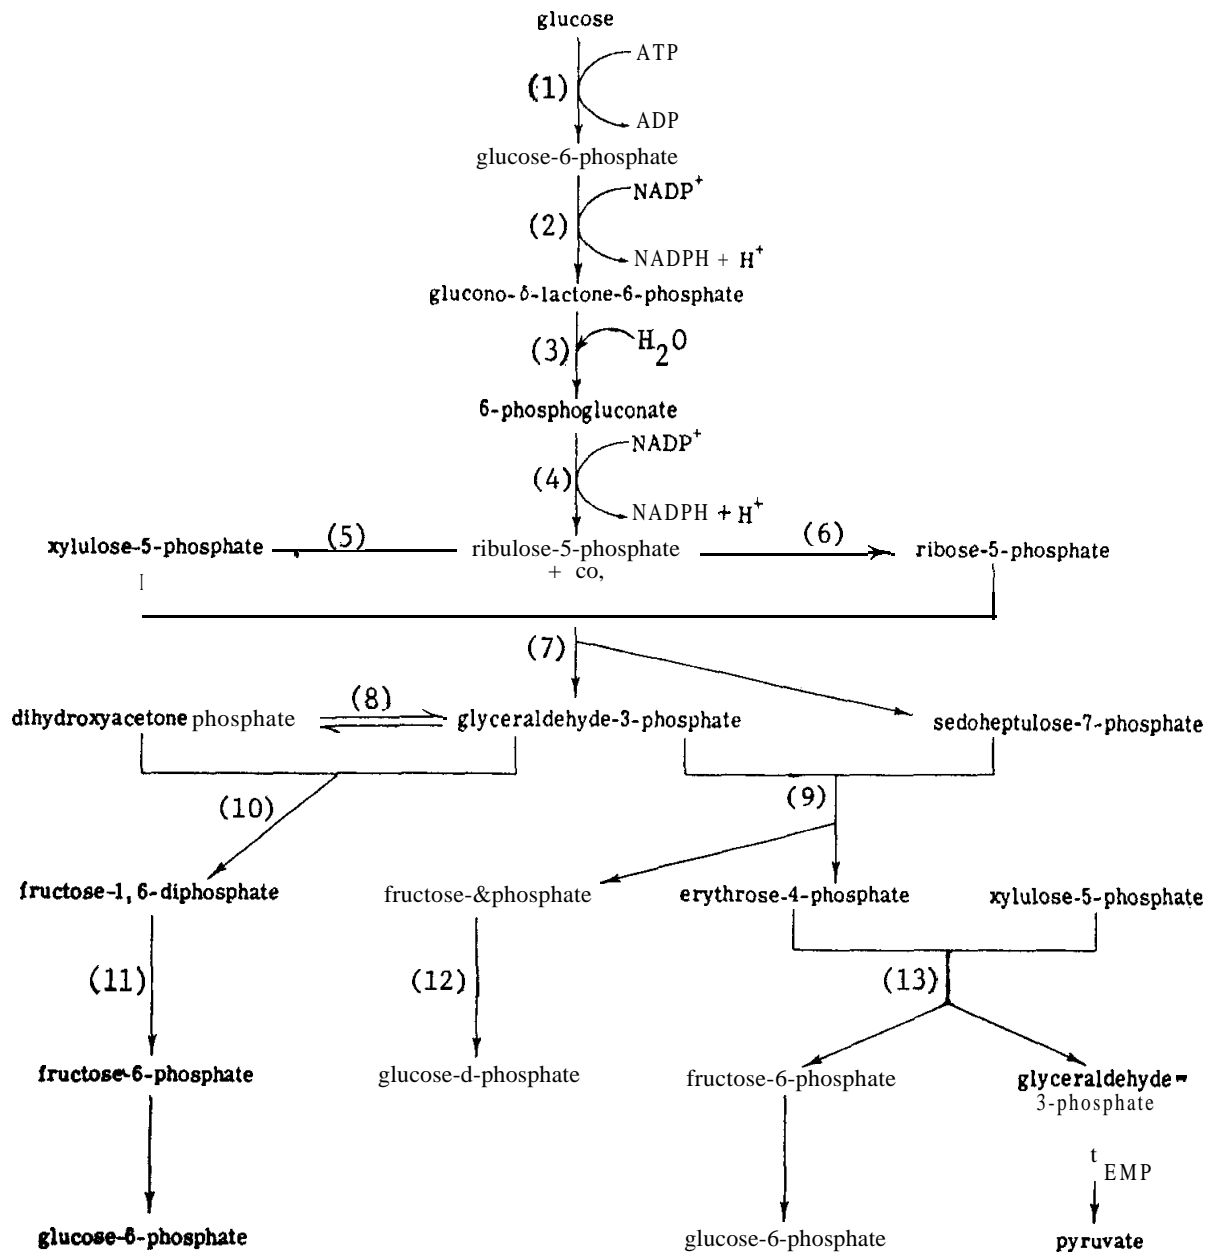 glucose
ATP
(1)
ADP
glucose-6-phosphate
NADP+
(2)
NADPH + H+
glucono-δ-lactone-6-phosphate
(3)
H2O
6-phosphogluconate
NADP+
(4)
NADPH + H+
xylulose-5-phosphate
(5)
ribulose-5-phosphate
+ co,
(6)
ribose-5-phosphate
(7)
dihydroxyacetone phosphate
(8)
glyceraldehyde-3-phosphate
sedoheptulose-7-phosphate
(10)
(9)
fructose-1, 6-diphosphate
fructose-&phosphate
erythrose-4-phosphate
xylulose-5-phosphate
(11)
(12)
(13)
fructose-6-phosphate
glucose-d-phosphate
fructose-6-phosphate
glyceraldehyde-
3-phosphate
t
EMP
glucose-6-phosphate
glucose-6-phosphate
pyruvate